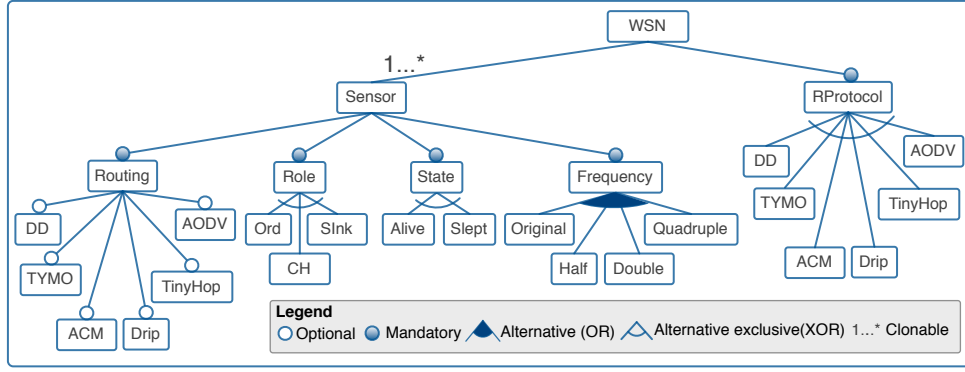 WSN
1...*
Sensor
RProtocol
Routing
Role
State
Frequency
DD
AODV
DD
AODV
Ord
SInk
Alive
Slept
Original
Quadruple
TYMO
TinyHop
TYMO
TinyHop
CH
Half
Double
ACM
Drip
ACM
Drip
Legend
Optional Mandatory Alternative (OR) Alternative exclusive(XOR) 1...* Clonable